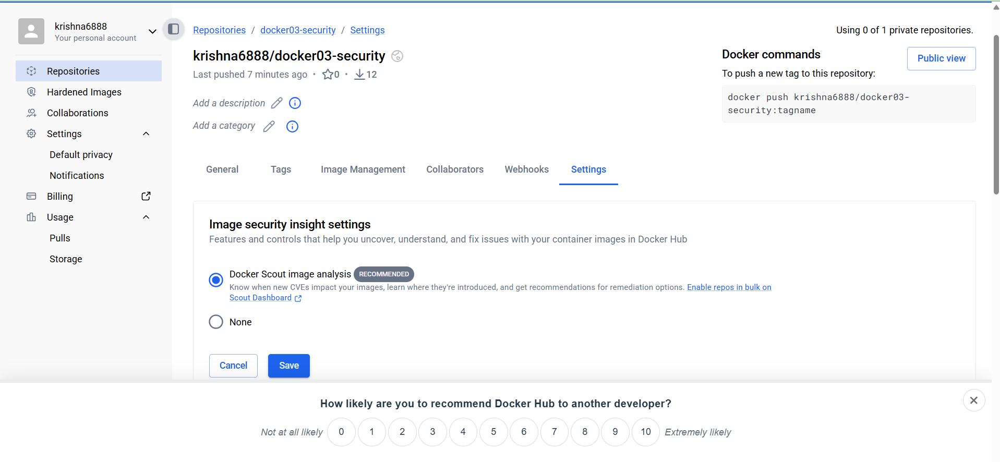 krishna6888
Your personal account
Repositories
Hardened Images
Collaborations
Settings
Default privacy
Notifications
Billing
Usage
Pulls
Storage
Repositories / docker03-security / Settings
Using 0 of 1 private repositories.
krishna6888/docker03-security
Last pushed 7 minutes ago • 0 • 12
Add a description
Add a category
Docker commands
Public view
To push a new tag to this repository:
docker push krishna6888/docker03-
security:tagname
General Tags Image Management Collaborators Webhooks Settings
Image security insight settings
Features and controls that help you uncover, understand, and fix issues with your container images in Docker Hub
Docker Scout image analysis RECOMMENDED
Know when new CVEs impact your images, learn where they're introduced, and get recommendations for remediation options. Enable repos in bulk on
Scout Dashboard
None
Cancel Save
How likely are you to recommend Docker Hub to another developer?
Not at all likely 0 1 2 3 4 5 6 7 8 9 10 Extremely likely